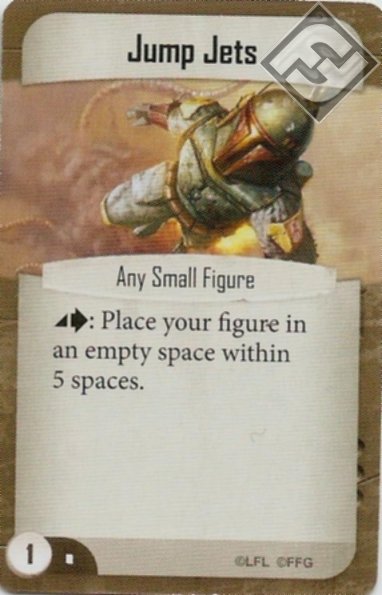 Jump Jets
Any Small Figure
: Place your figure in
an empty space within
5 spaces.
1
©LFL ©FFG